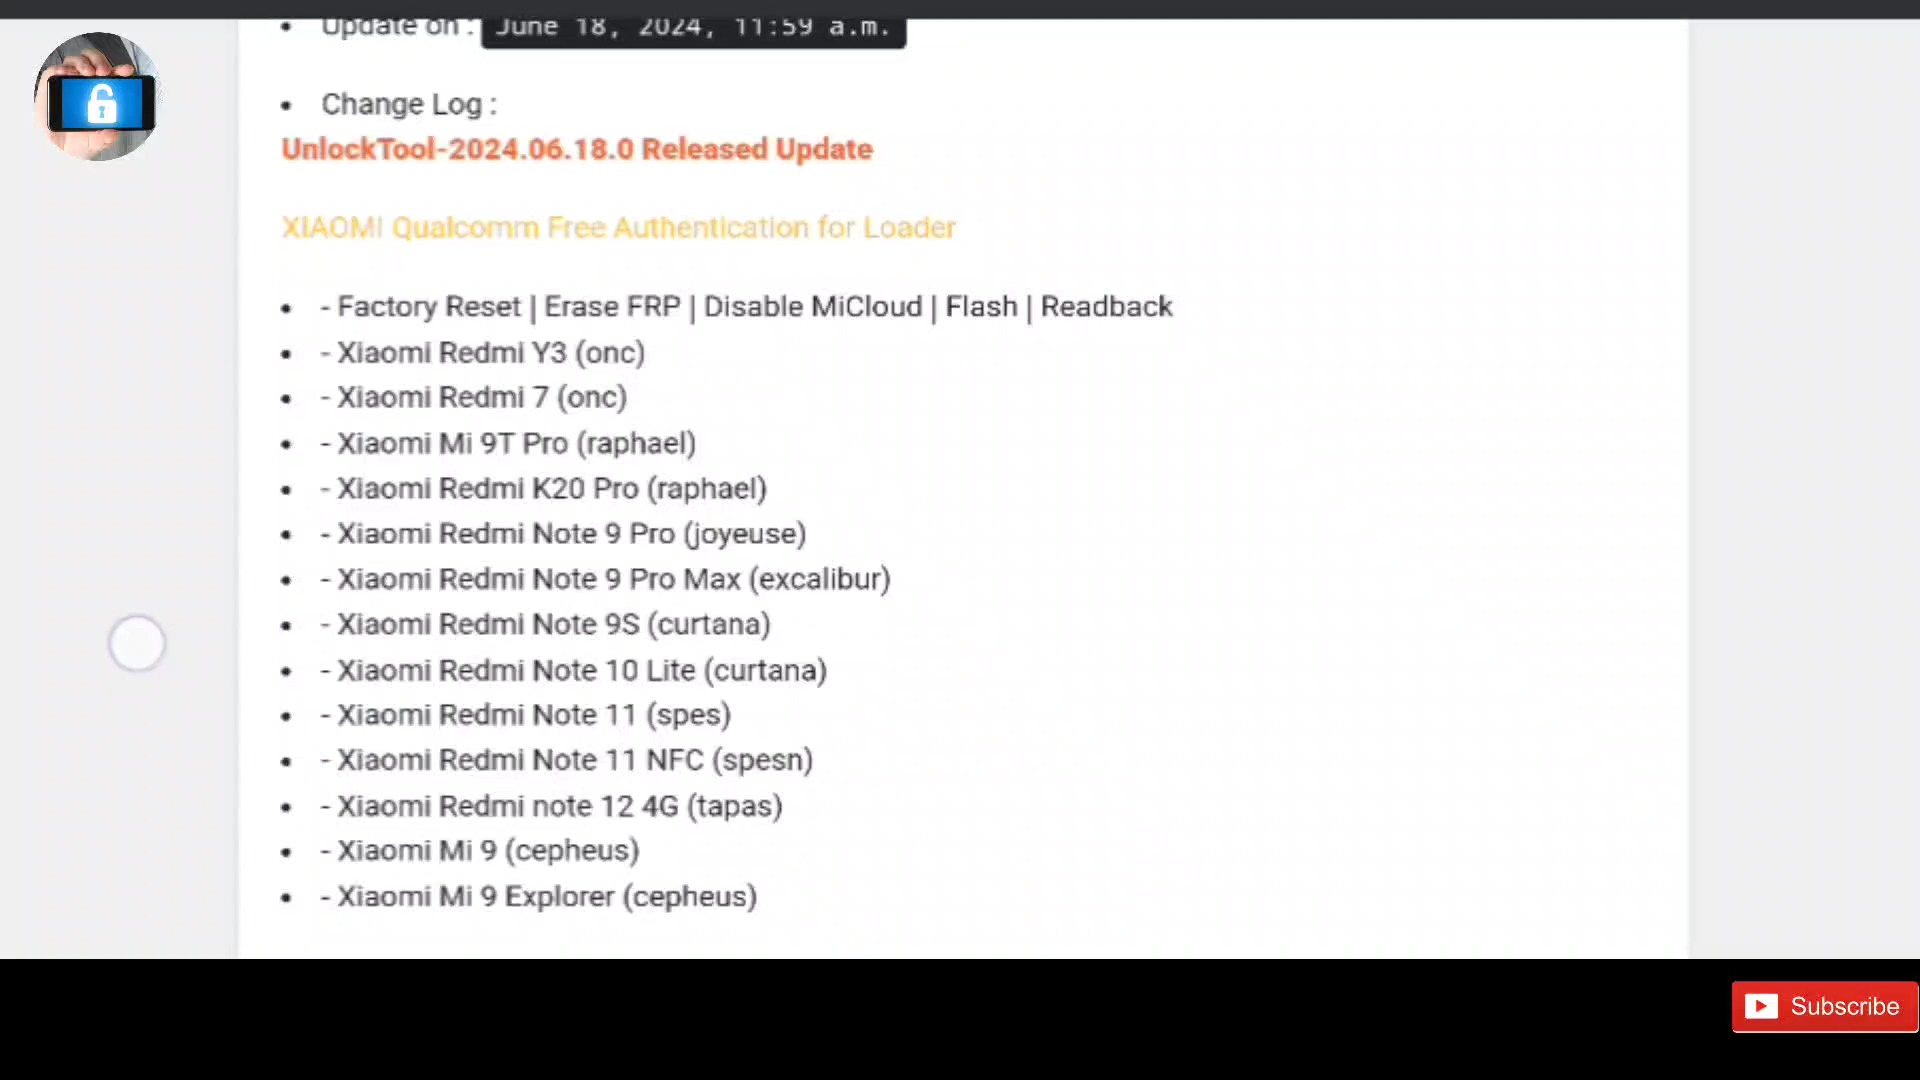 • Update on : June 18, 2024, 11:59 a.m.
• Change Log :
UnlockTool-2024.06.18.0 Released Update
XIAOMI Qualcomm Free Authentication for Loader
• - Factory Reset | Erase FRP | Disable MiCloud | Flash | Readback
• - Xiaomi Redmi Y3 (onc)
• - Xiaomi Redmi 7 (onc)
• - Xiaomi Mi 9T Pro (raphael)
• - Xiaomi Redmi K20 Pro (raphael)
• - Xiaomi Redmi Note 9 Pro (joyeuse)
• - Xiaomi Redmi Note 9 Pro Max (excalibur)
• - Xiaomi Redmi Note 9S (curtana)
• - Xiaomi Redmi Note 10 Lite (curtana)
• - Xiaomi Redmi Note 11 (spes)
• - Xiaomi Redmi Note 11 NFC (spesn)
• - Xiaomi Redmi note 12 4G (tapas)
• - Xiaomi Mi 9 (cepheus)
• - Xiaomi Mi 9 Explorer (cepheus)
Subscribe